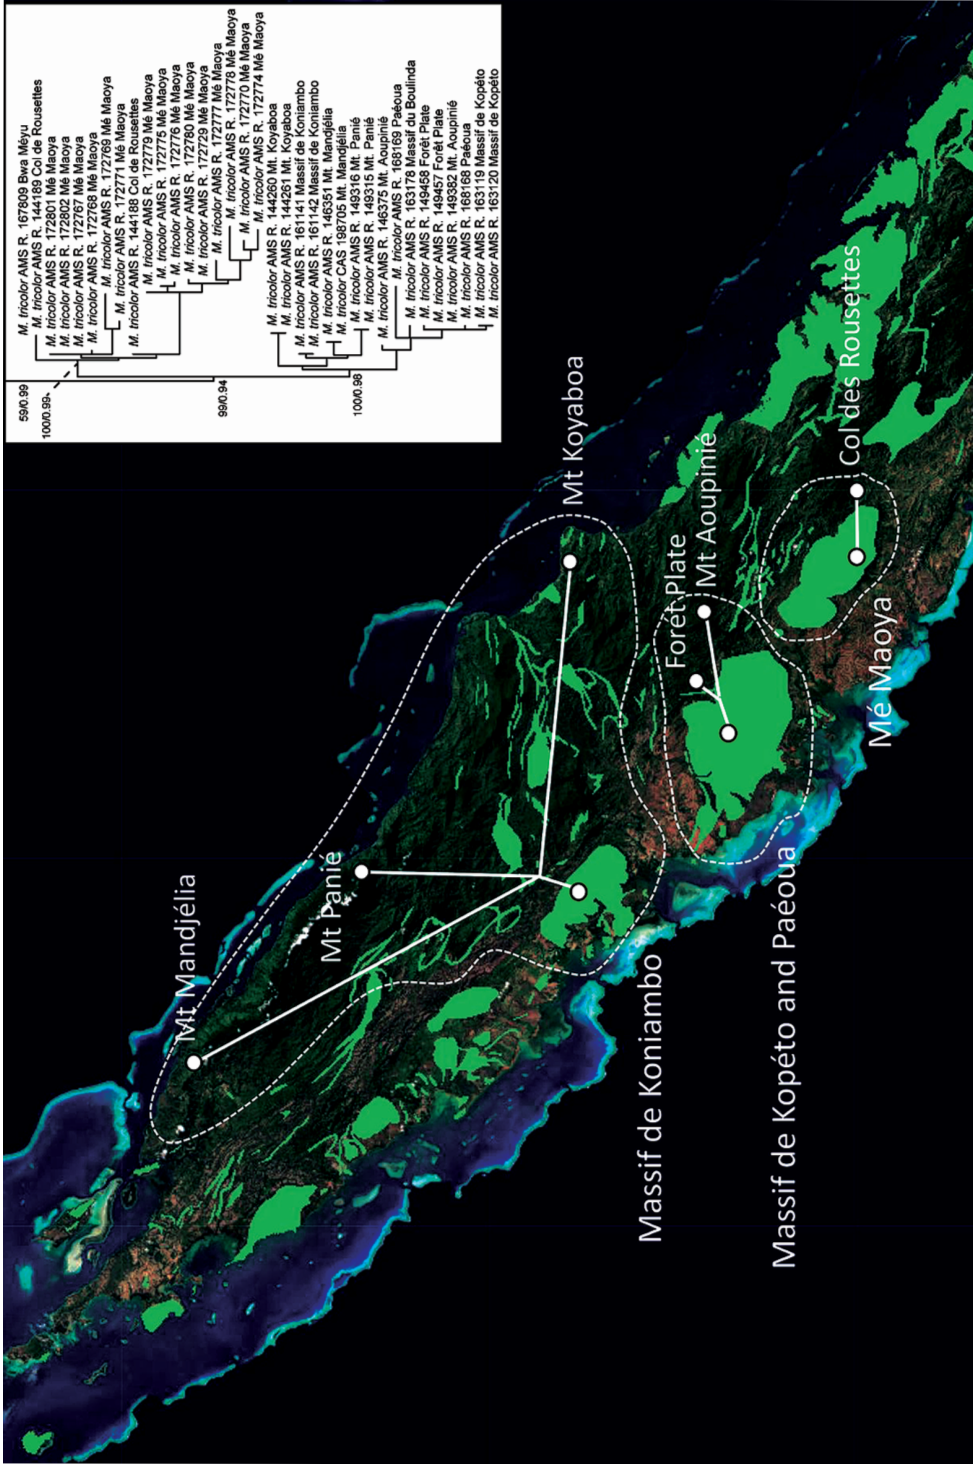 M. tricolor AMS R. 167809 Bwa Méyu
M. tricolor AMS R. 144189 Col de Rousettes
M. tricolor AMS R. 172801 Mé Maoya
M. tricolor AMS R. 172802 Mé Maoya
M. tricolor AMS R. 172767 Mé Maoya
M. tricolor AMS R. 172768 Mé Maoya
M. tricolor AMS R. 172769 Mé Maoya
M. tricolor AMS R. 172771 Mé Maoya
M. tricolor AMS R. 144188 Col de Rousettes
M. tricolor AMS R. 172779 Mé Maoya
M. tricolor AMS R. 172775 Mé Maoya
M. tricolor AMS R. 172776 Mé Maoya
M. tricolor AMS R. 172780 Mé Maoya
M. tricolor AMS R. 172729 Mé Maoya
M. tricolor AMS R. 172777 Mé Maoya
M. tricolor AMS R. 172778 Mé Maoya
M. tricolor AMS R. 172770 Mé Maoya
M. tricolor AMS R. 172774 Mé Maoya
M. tricolor AMS R. 144260 Mt. Koyaboa
M. tricolor AMS R. 144261 Mt. Koyaboa
M. tricolor AMS R. 161141 Massif de Koniambo
M. tricolor AMS R. 161142 Massif de Koniambo
M. tricolor AMS R. 146351 Mt. Mandjélia
M. tricolor CAS 198705 Mt. Mandjélia
M. tricolor AMS R. 149316 Mt. Panié
M. tricolor AMS R. 149315 Mt. Panié
M. tricolor AMS R. 146375 Mt. Aoupinié
M. tricolor AMS R. 168169 Paéoua
M. tricolor AMS R. 163178 Massif du Boulinda
M. tricolor AMS R. 149458 Forêt Plate
M. tricolor AMS R. 149457 Forêt Plate
M. tricolor AMS R. 149382 Mt. Aoupinié
M. tricolor AMS R. 168168 Paéoua
M. tricolor AMS R. 163119 Massif de Kopéto
M. tricolor AMS R. 163120 Massif de Kopéto
59/0.99
100/0.99
99/0.94
100/0.98
Mt Mandjélia
Mt Panié
Mt Koyaboa
Massif de Koniambo
Forêt Plate
Mt Aoupinié
Massif de Kopéto and Paéoua
Col des Rousettes
Mé Maoya